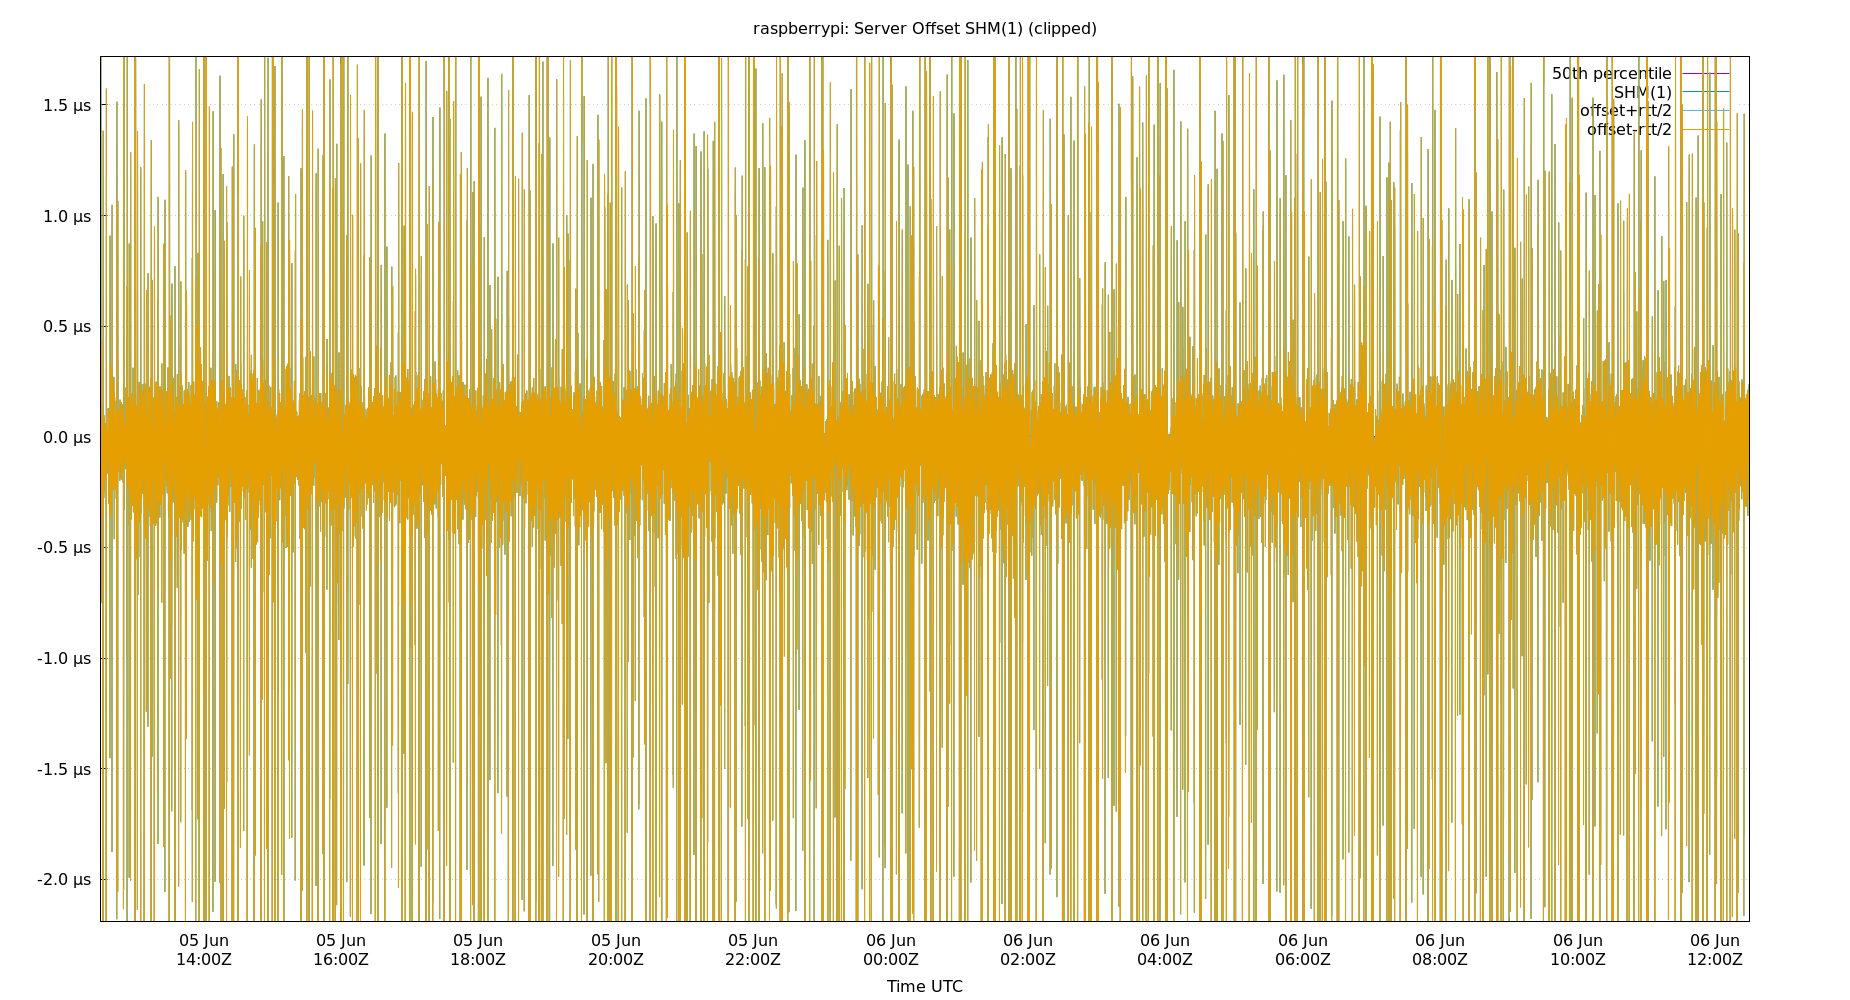 raspberrypi: Server Offset SHM(1) (clipped)
50th percentile
SHM(1)
offset+rtt/2
offset-rtt/2
1.5 µs
1.0 µs
0.5 µs
0.0 µs
-0.5 µs
-1.0 µs
-1.5 µs
-2.0 µs
05 Jun 05 Jun 05 Jun 05 Jun 05 Jun 06 Jun 06 Jun 06 Jun 06 Jun 06 Jun 06 Jun 06 Jun
14:00Z 16:00Z 18:00Z 20:00Z 22:00Z 00:00Z 02:00Z 04:00Z 06:00Z 08:00Z 10:00Z 12:00Z
Time UTC